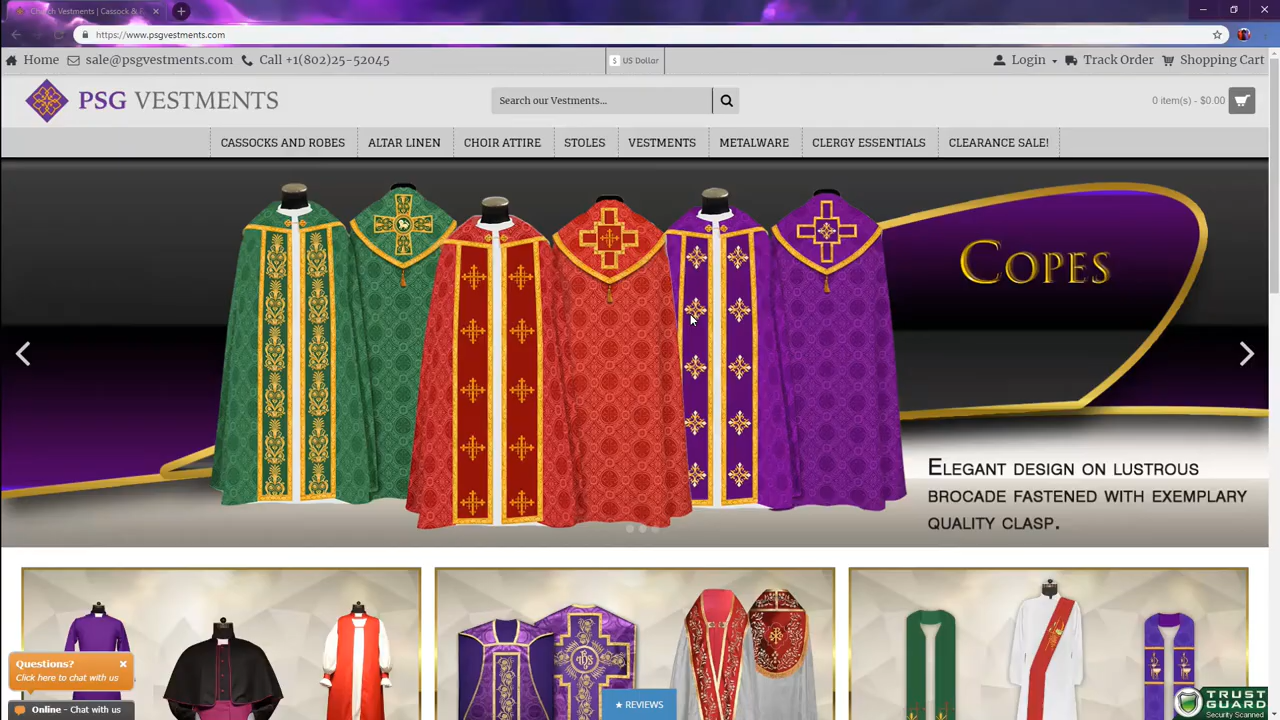 Church Vestments | Cassock & F
https://www.psgvestments.com
Home sale@psgvestments.com Call +1(802)25-52045 $ US Dollar Login Track Order Shopping Cart
PSG VESTMENTS Search our Vestments... 0 item(s) - $0.00
CASSOCKS AND ROBES ALTAR LINEN CHOIR ATTIRE STOLES VESTMENTS METALWARE CLERGY ESSENTIALS CLEARANCE SALE!
COPES
ELEGANT DESIGN ON LUSTROUS
BROCADE FASTENED WITH EXEMPLARY
QUALITY CLASP.
IHS
Questions?
Click here to chat with us
Online - Chat with us
★ REVIEWS
TRUST
GUARD
Security Scanned